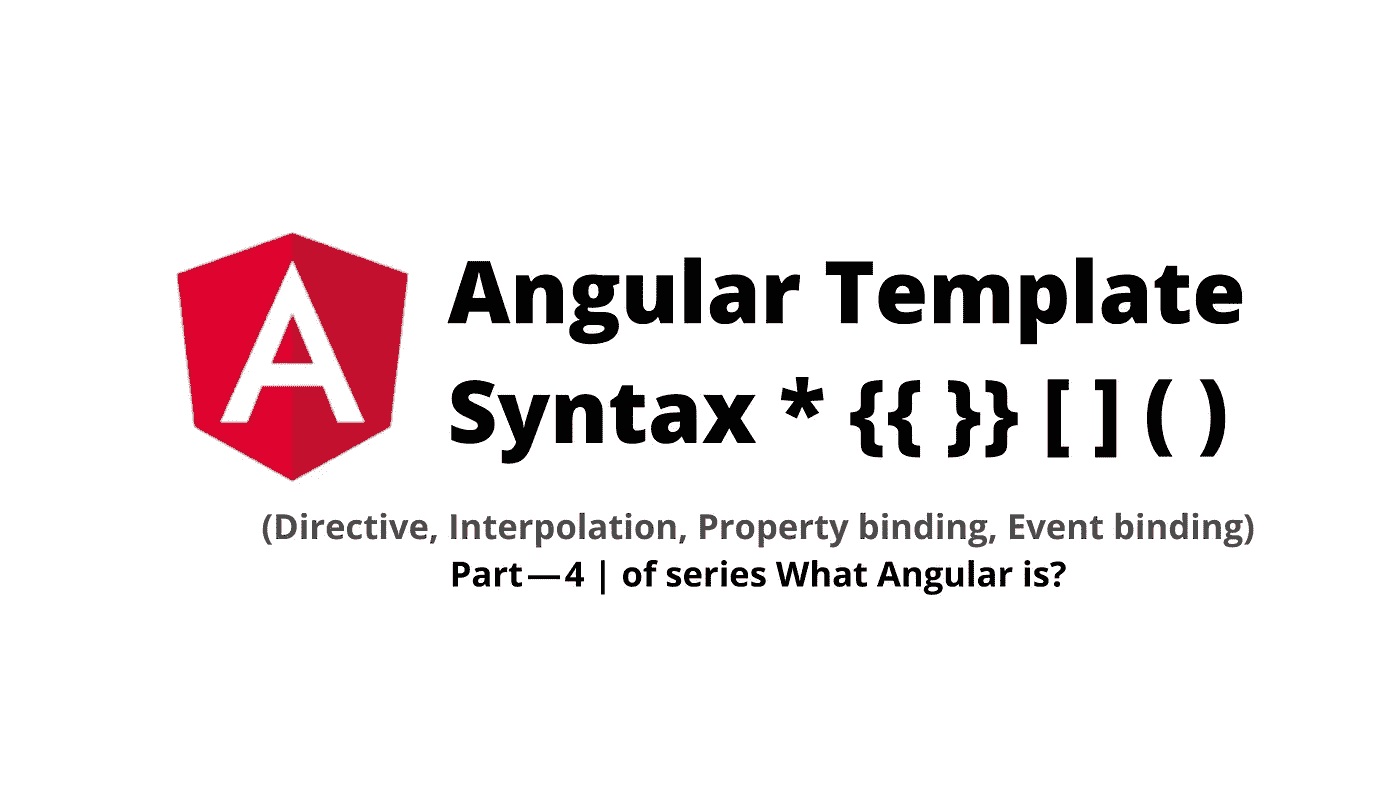 Angular Template
Syntax * {{ }} [ ] ( )
(Directive, Interpolation, Property binding, Event binding)
Part — 4 | of series What Angular is?